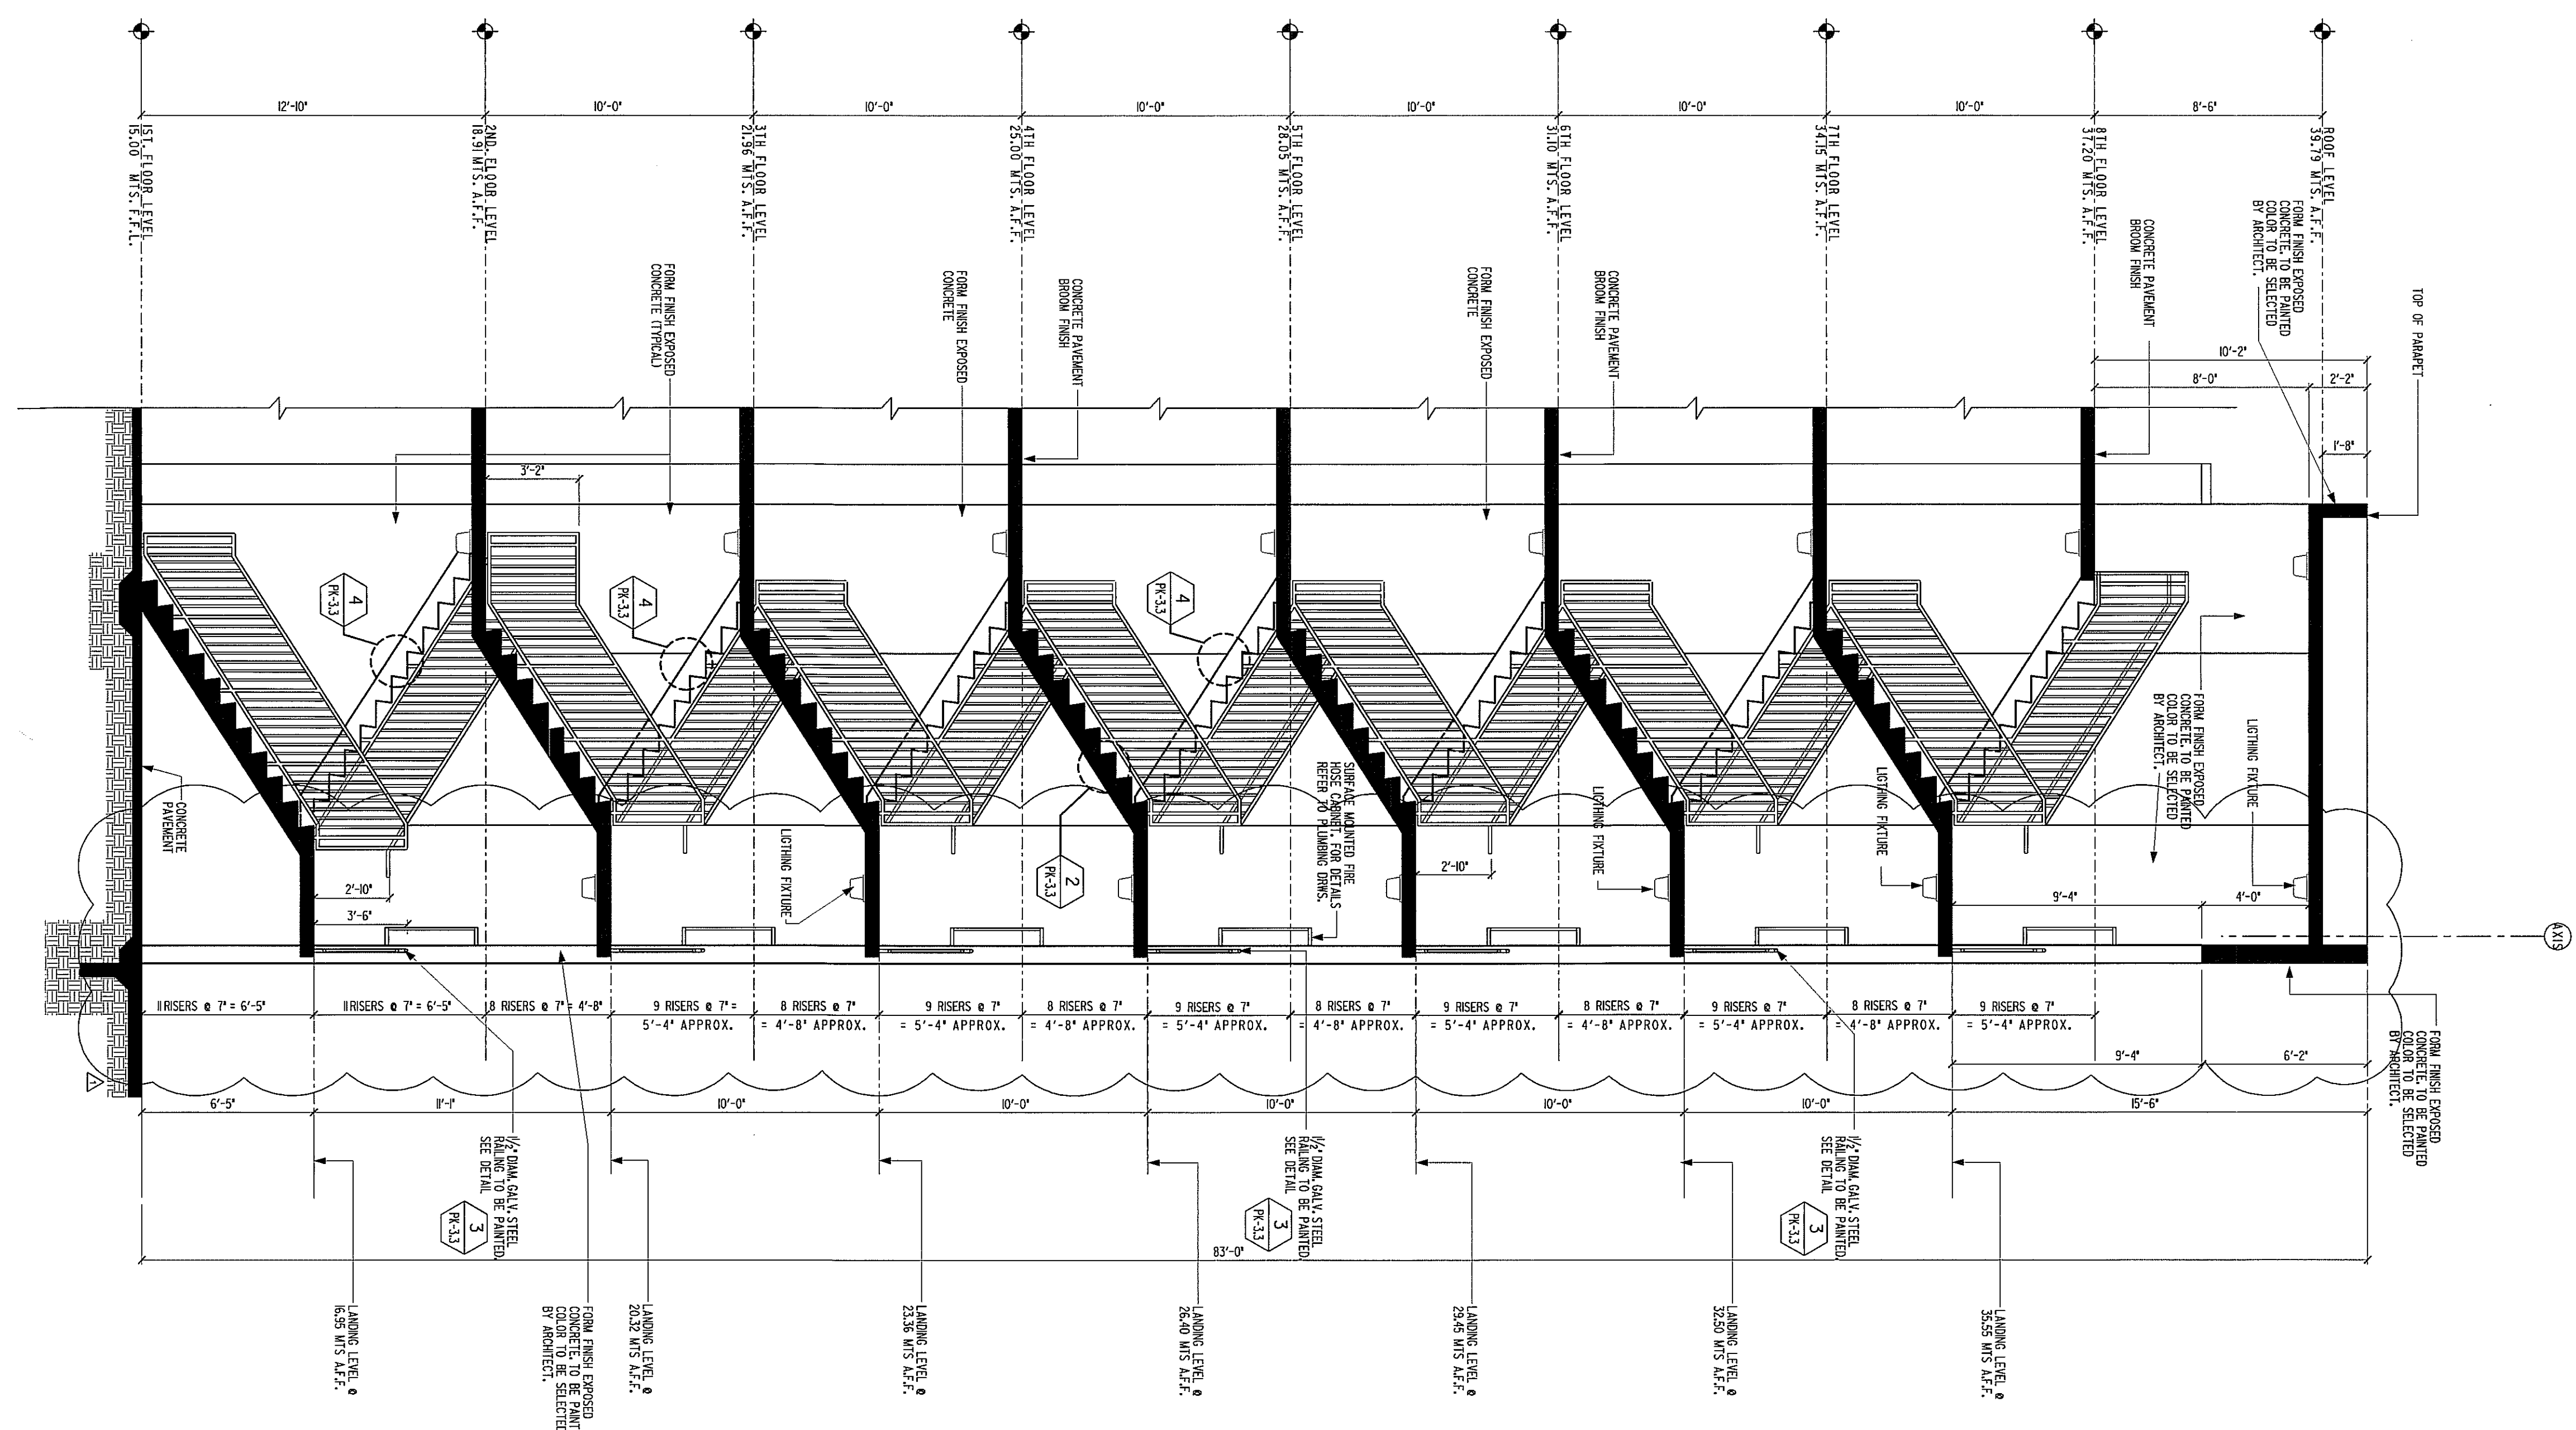 12'-10"
10'-0"
10'-0"
10'-0"
10'-0"
10'-0"
10'-0"
8'-6"
1ST. FLOOR LEVEL
15.00 MTS. F.F.L.
2ND. FLOOR LEVEL
18.91 MTS. A.F.F.
3TH FLOOR LEVEL
21.96 MTS. A.F.F.
4TH FLOOR LEVEL
25.00 MTS. A.F.F.
5TH FLOOR LEVEL
28.05 MTS. A.F.F.
6TH FLOOR LEVEL
31.10 MTS. A.F.F.
7TH FLOOR LEVEL
34.15 MTS. A.F.F.
8TH FLOOR LEVEL
37.20 MTS. A.F.F.
ROOF LEVEL
39.79 MTS. A.F.F.
FORM FINISH EXPOSED
CONCRETE. TO BE PAINTED
COLOR TO BE SELECTED
BY ARCHITECT.
TOP OF PARAPET
FORM FINISH EXPOSED
CONCRETE (TYPICAL)
FORM FINISH EXPOSED
CONCRETE
CONCRETE PAVEMENT
BROOM FINISH
FORM FINISH EXPOSED
CONCRETE
CONCRETE PAVEMENT
BROOM FINISH
CONCRETE PAVEMENT
BROOM FINISH
10'-2"
8'-0"
2'-2"
1'-8"
3'-2"
4
PK-3.3
4
PK-3.3
4
PK-3.3
2
PK-3.3
CONCRETE
PAVEMENT
LIGTHING FIXTURE
SURFACE MOUNTED FIRE
HOSE CABINET. FOR DETAILS
REFER TO PLUMBING DRWS.
LIGTHING FIXTURE
LIGTHING FIXTURE
FORM FINISH EXPOSED
CONCRETE. TO BE PAINTED
COLOR TO BE SELECTED
BY ARCHITECT.
LIGTHING FIXTURE
2'-10"
3'-6"
2'-10"
9'-4"
4'-0"
AXIS
11 RISERS @ 7" = 6'-5"
11 RISERS @ 7" = 6'-5"
8 RISERS @ 7" = 4'-8"
9 RISERS @ 7" =
5'-4" APPROX.
8 RISERS @ 7"
= 4'-8" APPROX.
9 RISERS @ 7"
= 5'-4" APPROX.
8 RISERS @ 7"
= 4'-8" APPROX.
9 RISERS @ 7"
= 5'-4" APPROX.
8 RISERS @ 7"
= 4'-8" APPROX.
9 RISERS @ 7"
= 5'-4" APPROX.
8 RISERS @ 7"
= 4'-8" APPROX.
9 RISERS @ 7"
= 5'-4" APPROX.
8 RISERS @ 7"
= 4'-8" APPROX.
9 RISERS @ 7"
= 5'-4" APPROX.
9'-4"
6'-2"
FORM FINISH EXPOSED
CONCRETE. TO BE PAINTED
COLOR TO BE SELECTED
BY ARCHITECT.
1
6'-5"
11'-1"
10'-0"
10'-0"
10'-0"
10'-0"
10'-0"
15'-6"
1/2" DIAM. GALV. STEEL
RAILING TO BE PAINTED.
SEE DETAIL
3
PK-3.3
1/2" DIAM. GALV. STEEL
RAILING TO BE PAINTED.
SEE DETAIL
3
PK-3.3
1/2" DIAM. GALV. STEEL
RAILING TO BE PAINTED.
SEE DETAIL
3
PK-3.3
83'-0"
LANDING LEVEL @
16.95 MTS A.F.F.
FORM FINISH EXPOSED
CONCRETE. TO BE PAINT
COLOR TO BE SELECTED
BY ARCHITECT.
LANDING LEVEL @
20.32 MTS A.F.F.
LANDING LEVEL @
23.36 MTS A.F.F.
LANDING LEVEL @
26.40 MTS A.F.F.
LANDING LEVEL @
29.45 MTS A.F.F.
LANDING LEVEL @
32.50 MTS A.F.F.
LANDING LEVEL @
35.55 MTS A.F.F.